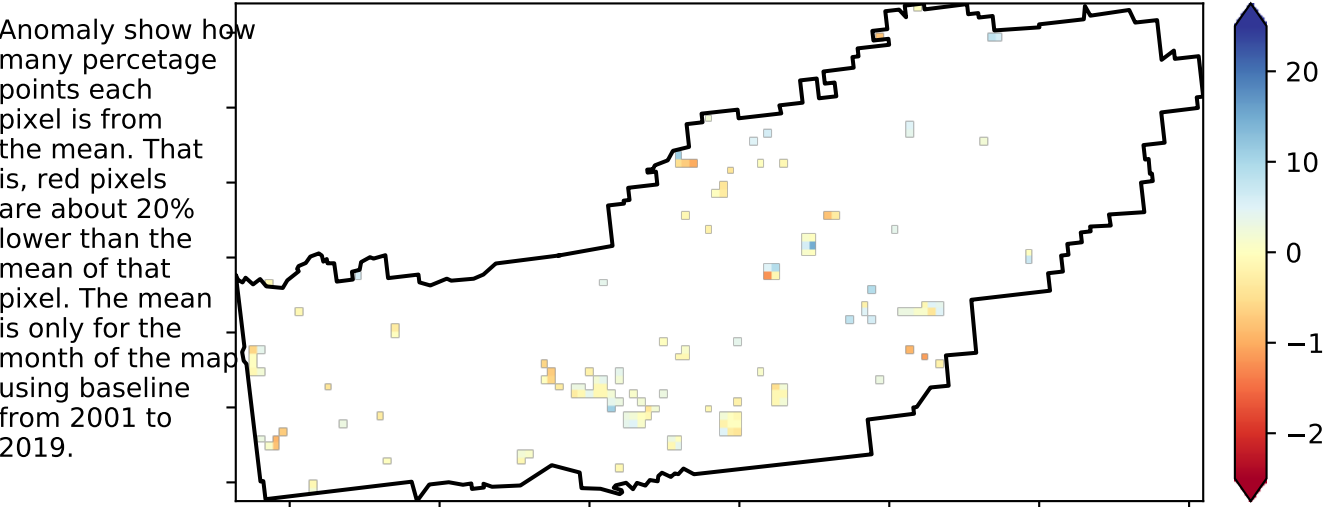 Anomaly show how
many percetage
points each
pixel is from
the mean. That
is, red pixels
are about 20%
lower than the
mean of that
pixel. The mean
is only for the
month of the map
using baseline
from 2001 to
2019.
20
10
0
−1
−2